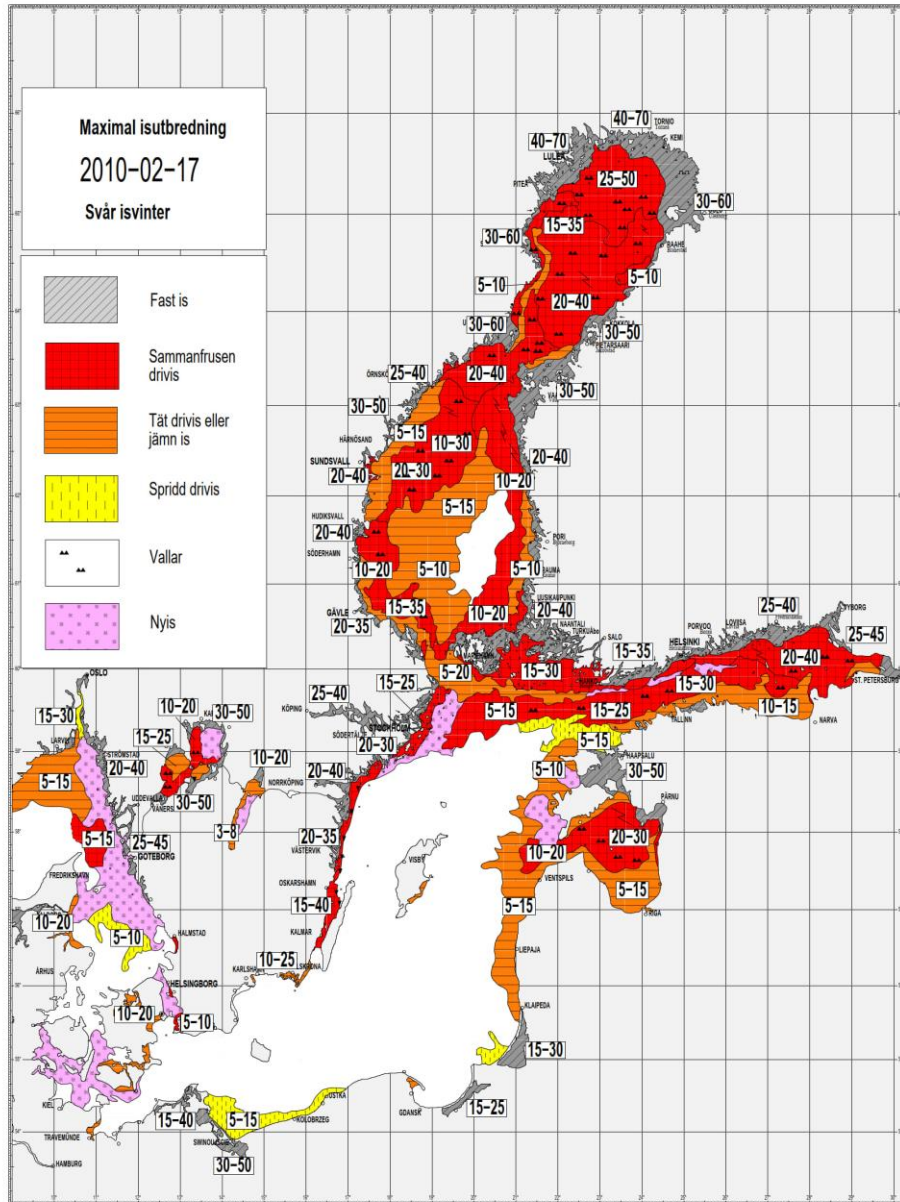 Maximal isutbredning
2010-02-17
Svår isvinter
Fast is
Sammanfrusen
drivis
Tät drivis eller
jämn is
Spridd drivis
Vallar
Nyis
40-70
TORNIO
KEMI
40-70
LULEÅ
PITEÅ
25-50
30-60
15-35
30-60
RAAHE
5-10
5-10
20-40
30-60
30-50
PIETARSAARI
20-40
25-40
30-50
30-50
HÄRNÖSAND
5-15
10-30
SUNDSVALL
20-40
20-30
20-40
10-20
5-15
HUDIKSVALL
20-40
SÖDERHAMN
PORI
10-20
5-10
5-10
UUSIKAUPUNKI
15-35
10-20
20-40
GÄVLE
20-35
NAANTALI
TURKU
SALO
15-35
HELSINKI
PORVOO
LOVIISA
25-40
VYBORG
25-45
20-40
ST. PETERSBURG
5-20
15-30
15-30
15-25
10-15
NARVA
TALLINN
OSLO
15-30
LARVIK
10-20
30-50
15-25
25-40
KÖPING
15-25
STOCKHOLM
20-30
5-15
5-15
HAAPSALU
30-50
PÄRNU
STRÖMSTAD
20-40
5-15
UDDEVALLA
30-50
10-20
NORRKÖPING
20-40
5-10
25-45
3-8
5-15
GÖTEBORG
20-35
VÄSTERVIK
VISBY
20-30
10-20
VENTSPILS
5-15
FREDRIKSHAVN
OSKARSHAMN
15-40
KALMAR
5-15
RIGA
10-20
5-10
HALMSTAD
LIEPAJA
ÅRHUS
10-25
HELSINGBORG
10-20
5-10
KLAIPEDA
15-30
KIEL
15-40
5-15
USTKA
KOLOBRZEG
GDANSK
15-25
TRAVEMÜNDE
30-50
HAMBURG